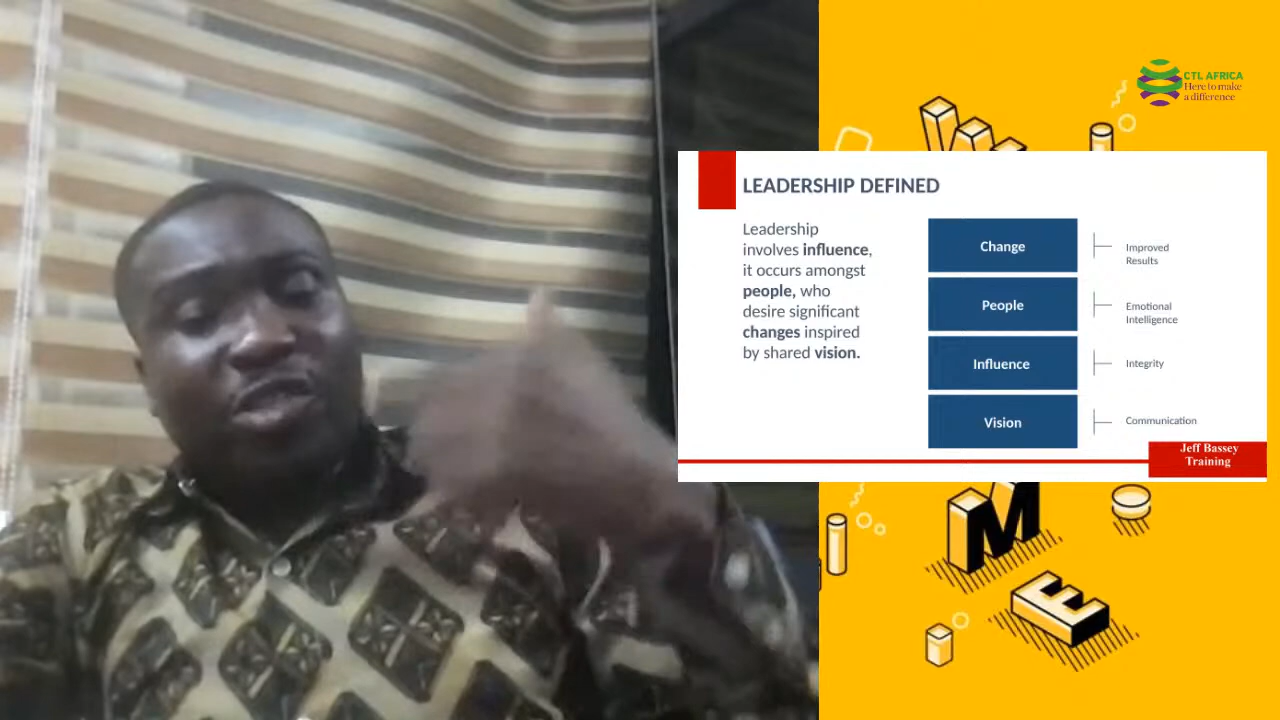 CTL AFRICA
Here to make
a difference
LEADERSHIP DEFINED
Leadership
involves influence,
it occurs amongst
people, who
desire significant
changes inspired
by shared vision.
Change
Improved
Results
People
Emotional
Intelligence
Influence
Integrity
Vision
Communication
Jeff Bassey
Training
M
E